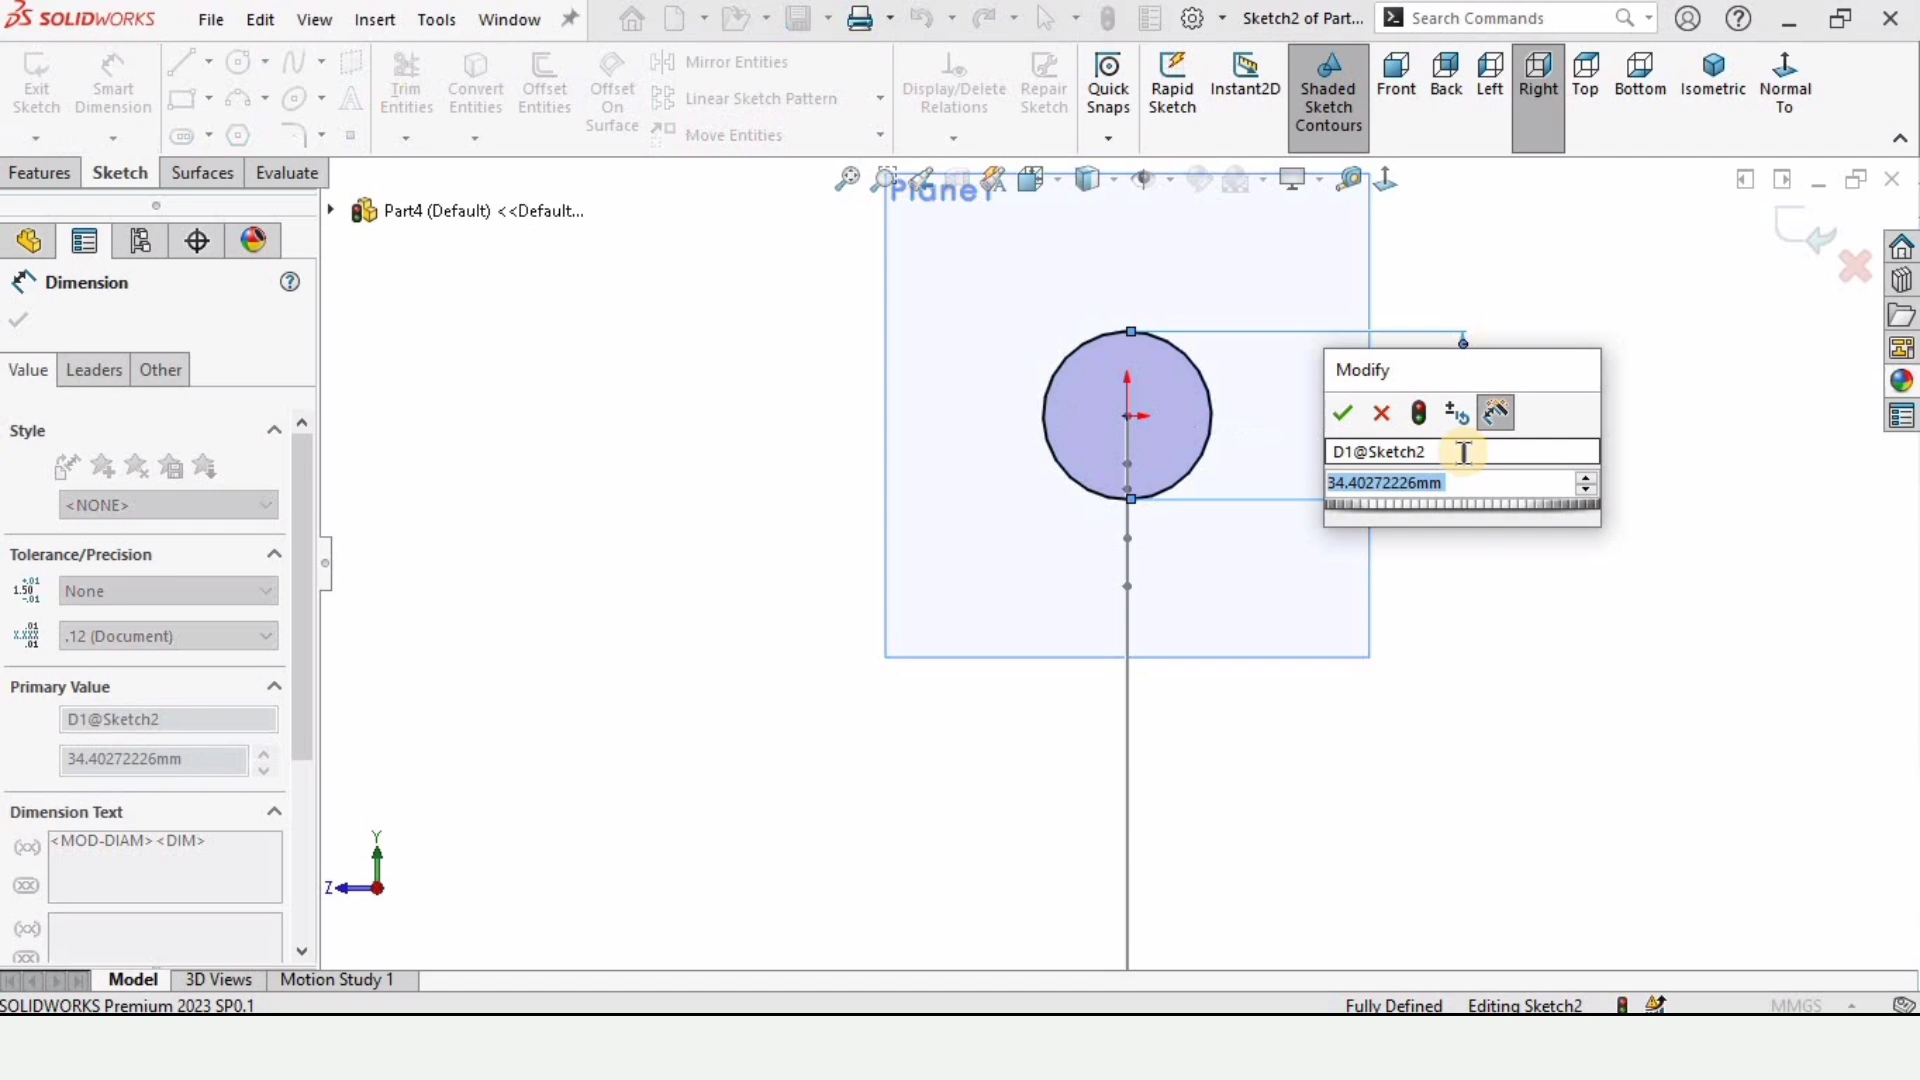 SOLIDWORKS
File Edit View Insert Tools Window
Sketch2 of Part...
Search Commands
Exit Sketch
Smart Dimension
Trim Entities
Convert Entities
Offset Entities
Offset On Surface
Mirror Entities
Linear Sketch Pattern
Move Entities
Display/Delete Relations
Repair Sketch
Quick Snaps
Rapid Sketch
Instant2D
Shaded Sketch Contours
Front
Back
Left
Right
Top
Bottom
Isometric
Normal To
Features Sketch Surfaces Evaluate
Part4 (Default) <<Default...
Plane1
Dimension
Value Leaders Other
Style
<NONE>
Tolerance/Precision
None
.12 (Document)
Primary Value
D1@Sketch2
34.40272226mm
Dimension Text
<MOD-DIAM><DIM>
Modify
D1@Sketch2
34.40272226mm
Y
Z
Model 3D Views Motion Study 1
SOLIDWORKS Premium 2023 SP0.1
Fully Defined Editing Sketch2 MMGS